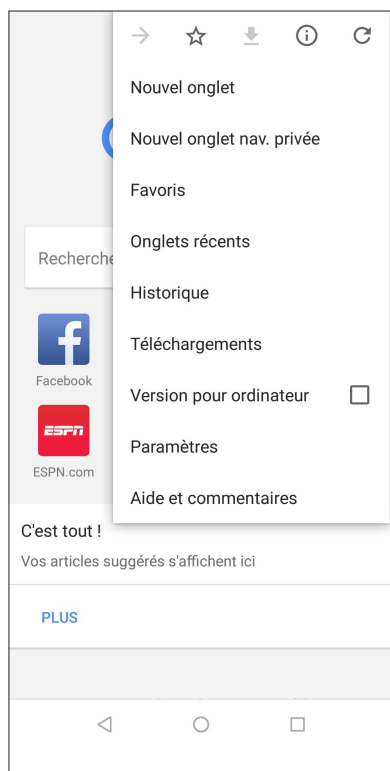 Nouvel onglet
Nouvel onglet nav. privée
Favoris
Onglets récents
Recherche
Historique
Téléchargements
Facebook
Version pour ordinateur
ESPN
Paramètres
ESPN.com
Aide et commentaires
C'est tout !
Vos articles suggérés s'affichent ici
PLUS